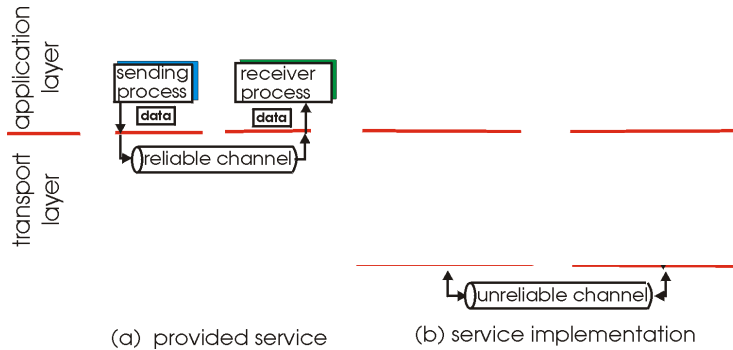 application
layer
transport
layer
sending
process
data
receiver
process
data
reliable channel
unreliable channel
(a) provided service
(b) service implementation